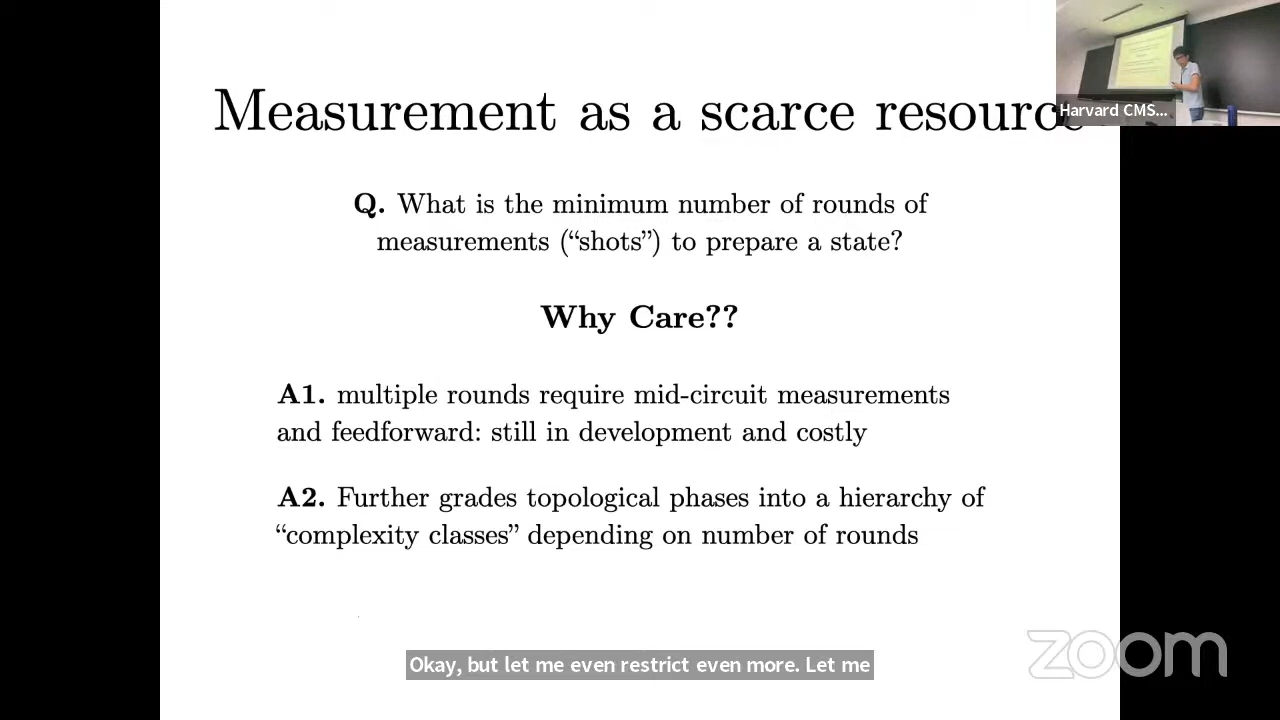 Measurement as a scarce resourc
Harvard CMS...
Q. What is the minimum number of rounds of
measurements (“shots”) to prepare a state?
Why Care??
A1. multiple rounds require mid-circuit measurements
and feedforward: still in development and costly
A2. Further grades topological phases into a hierarchy of
“complexity classes” depending on number of rounds
Okay, but let me even restrict even more. Let me
zoom